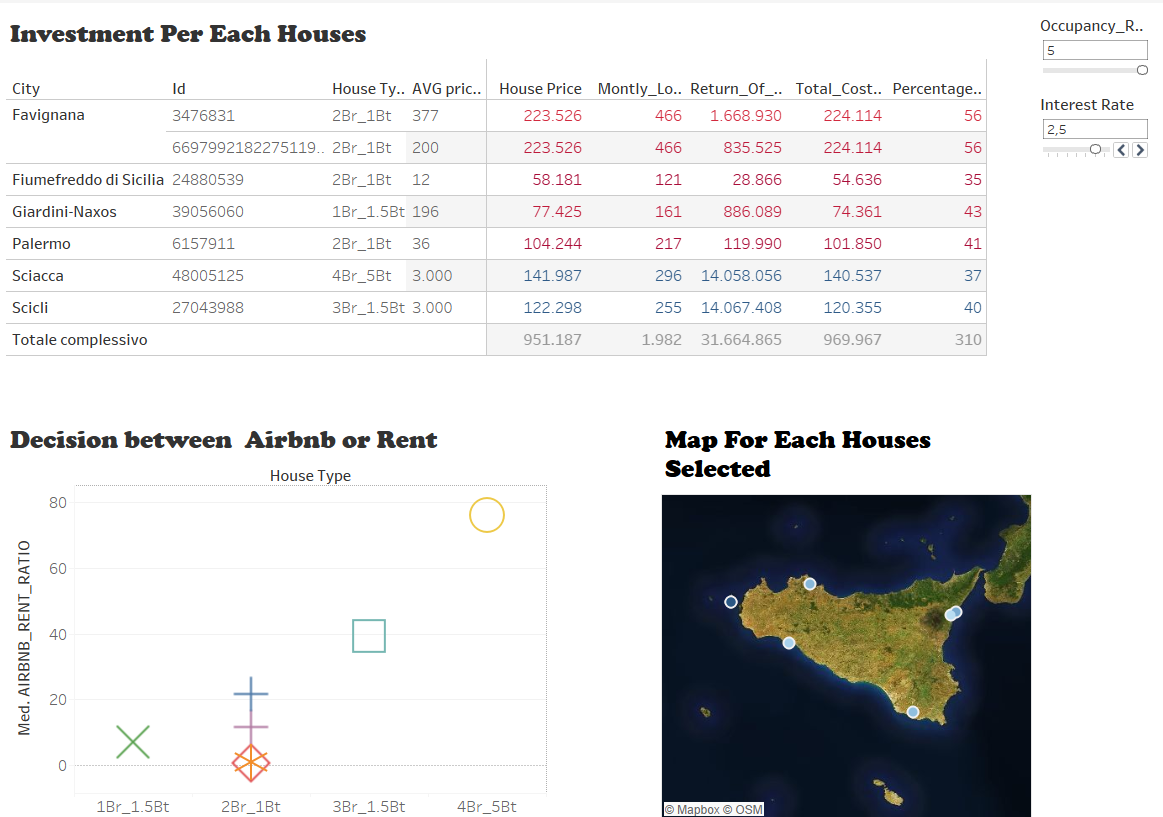 Investment Per Each Houses
Occupancy_R..
5
Interest Rate
2,5
City Id House Ty.. AVG pric.. House Price Montly_Lo.. Return_Of_.. Total_Cost.. Percentage..
Favignana 3476831 2Br_1Bt 377 223.526 466 1.668.930 224.114 56
6697992182275119.. 2Br_1Bt 200 223.526 466 835.525 224.114 56
Fiumefreddo di Sicilia 24880539 2Br_1Bt 12 58.181 121 28.866 54.636 35
Giardini-Naxos 39056060 1Br_1.5Bt 196 77.425 161 886.089 74.361 43
Palermo 6157911 2Br_1Bt 36 104.244 217 119.990 101.850 41
Sciacca 48005125 4Br_5Bt 3.000 141.987 296 14.058.056 140.537 37
Scicli 27043988 3Br_1.5Bt 3.000 122.298 255 14.067.408 120.355 40
Totale complessivo 951.187 1.982 31.664.865 969.967 310
Decision between Airbnb or Rent
House Type
Med. AIRBNB_RENT_RATIO
80
60
40
20
0
1Br_1.5Bt 2Br_1Bt 3Br_1.5Bt 4Br_5Bt
Map For Each Houses
Selected
© Mapbox © OSM